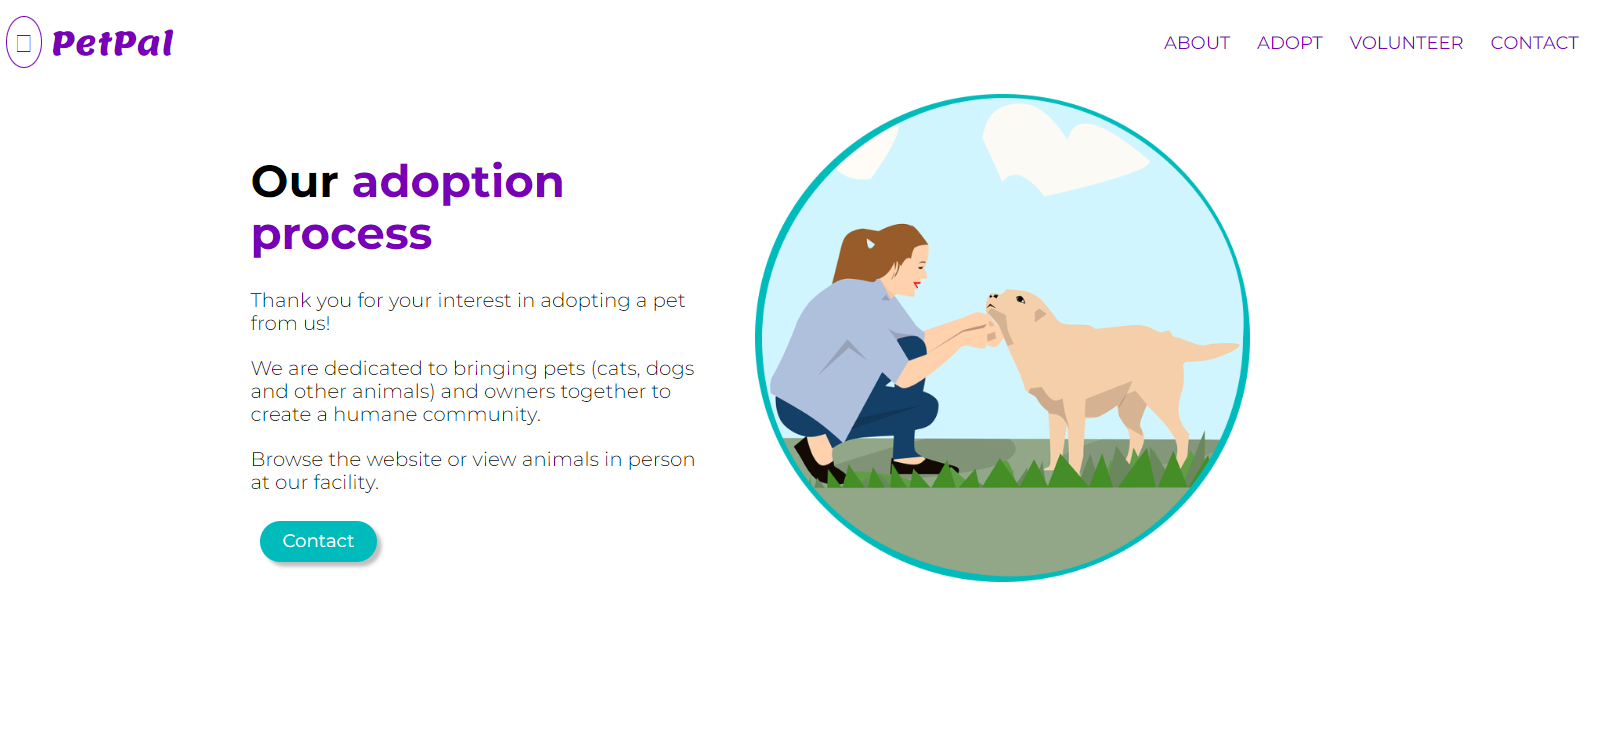 PetPal
ABOUT ADOPT VOLUNTEER CONTACT
Our adoption
process
Thank you for your interest in adopting a pet
from us!
We are dedicated to bringing pets (cats, dogs
and other animals) and owners together to
create a humane community.
Browse the website or view animals in person
at our facility.
Contact